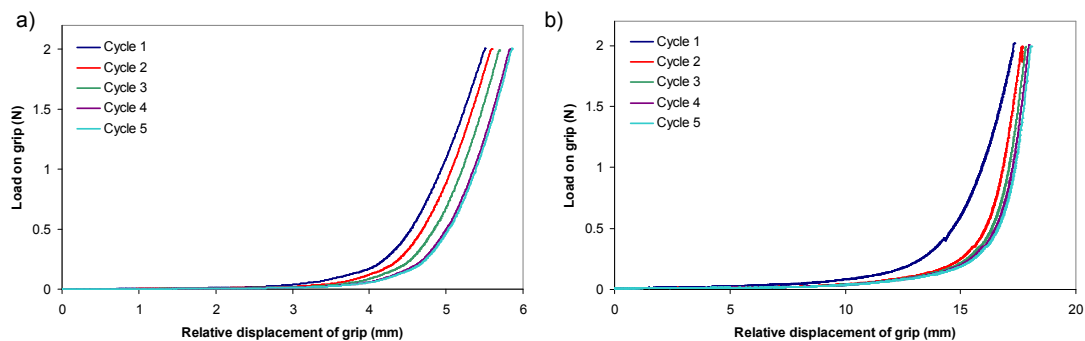 a)
2
1.5
1
0.5
0
Load on grip (N)
Cycle 1
Cycle 2
Cycle 3
Cycle 4
Cycle 5
0 1 2 3 4 5 6
Relative displacement of grip (mm)
b)
2
1.5
1
0.5
0
Load on grip (N)
Cycle 1
Cycle 2
Cycle 3
Cycle 4
Cycle 5
0 5 10 15 20
Relative displacement of grip (mm)